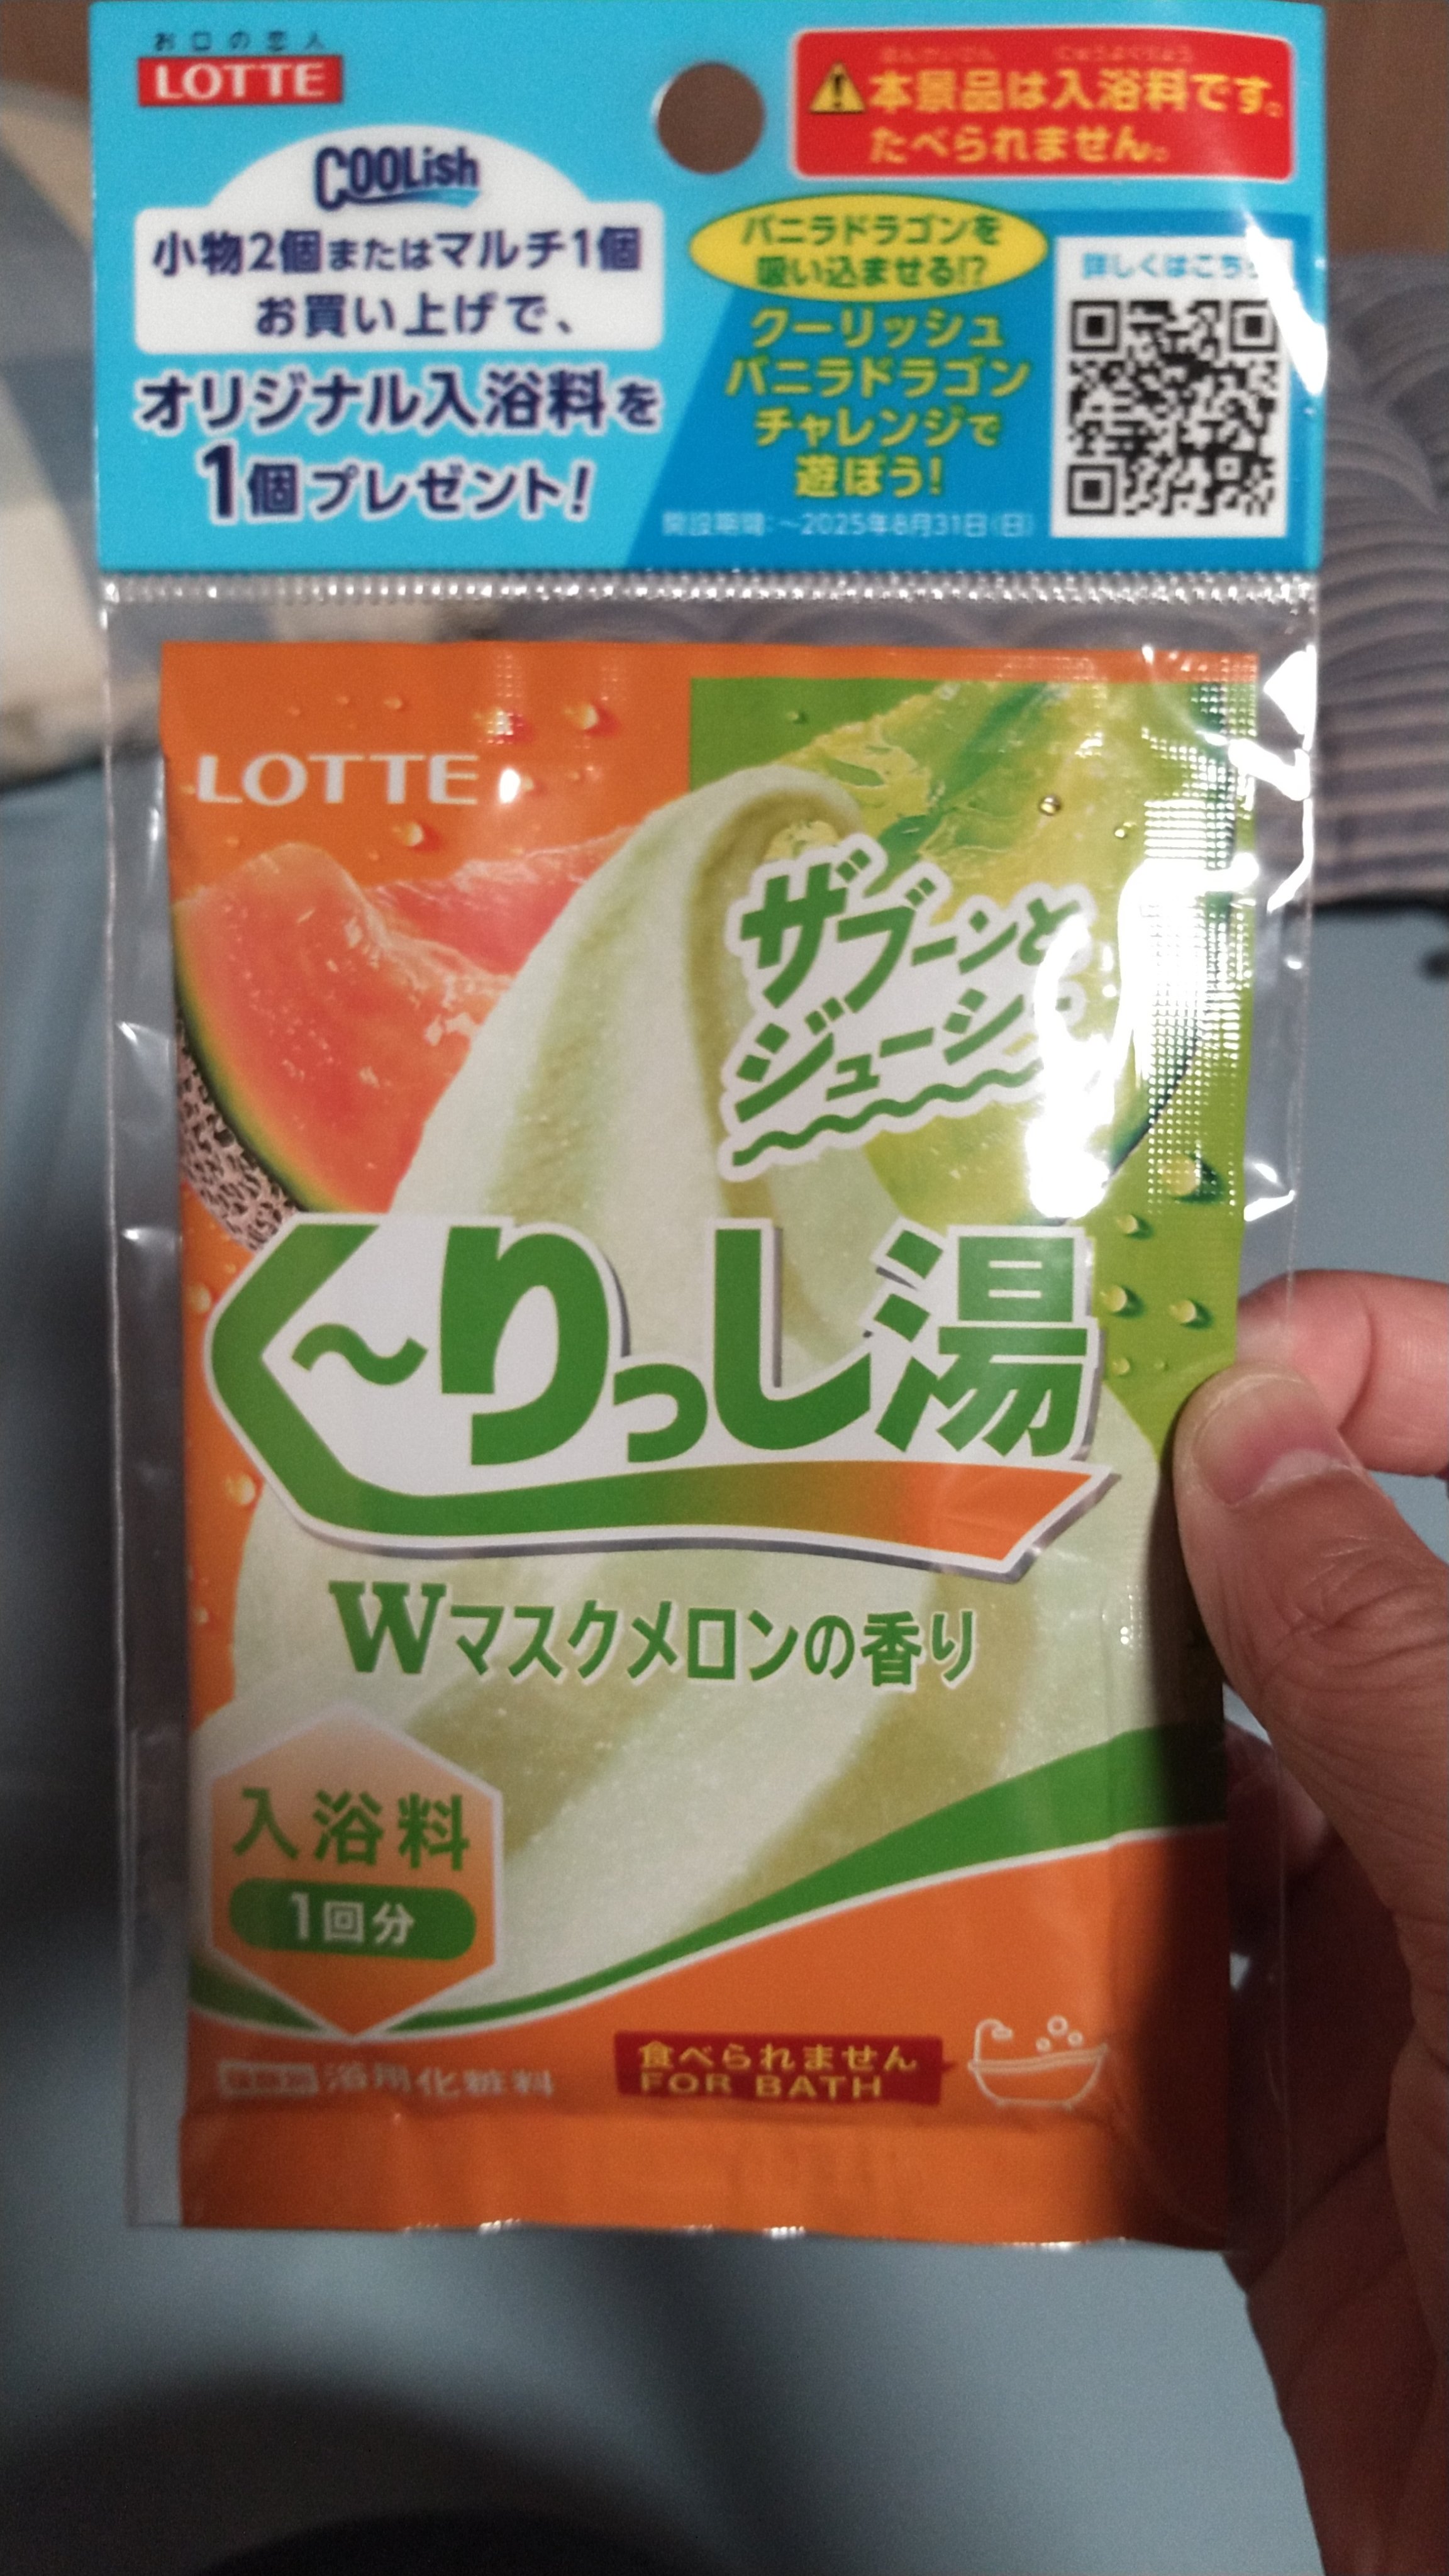 お口の恋人
LOTTE
COOLish
小物2個またはマルチ1個
お買い上げで、
オリジナル入浴料を
1個プレゼント!
⚠本景品は入浴料です。
たべられません。
バニラドラゴンを
吸い込ませる!?
クーリッシュ
バニラドラゴン
チャレンジで
遊ぼう!
開設期間:~2025年8月31日(日)
詳しくはこちら
LOTTE
ザブーンと
ジューシー
く~りっし湯
Wマスクメロンの香り
入浴料
1回分
浴用化粧料
食べられません
FOR BATH